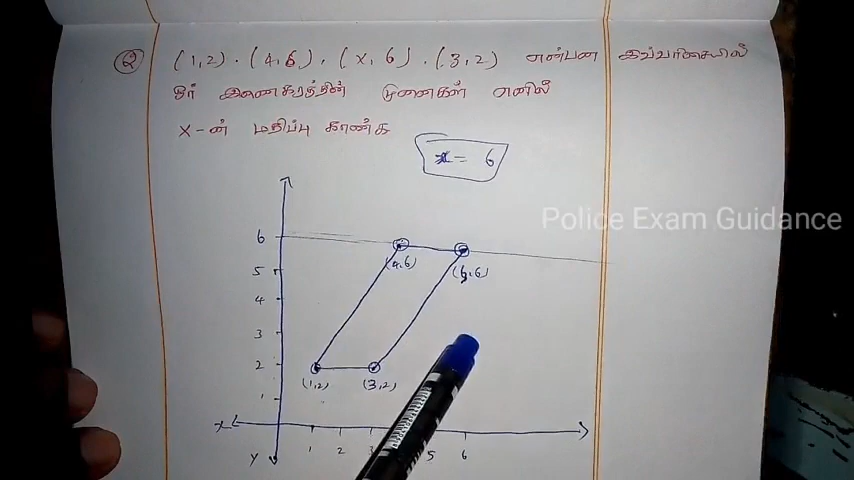 Q (1,2) . (4,6) , (x, 6) . (3,2) என்பன இவ்வரிசையில்
ஓர் இணைகரத்தின் முனைகள் எனில்
x-ன் மதிப்பு காண்க
x = 6
Police Exam Guidance
6
(4,6) (6,6)
5
4
3
2
(1,2) (3,2)
1
x
1 2 3 5 6
y